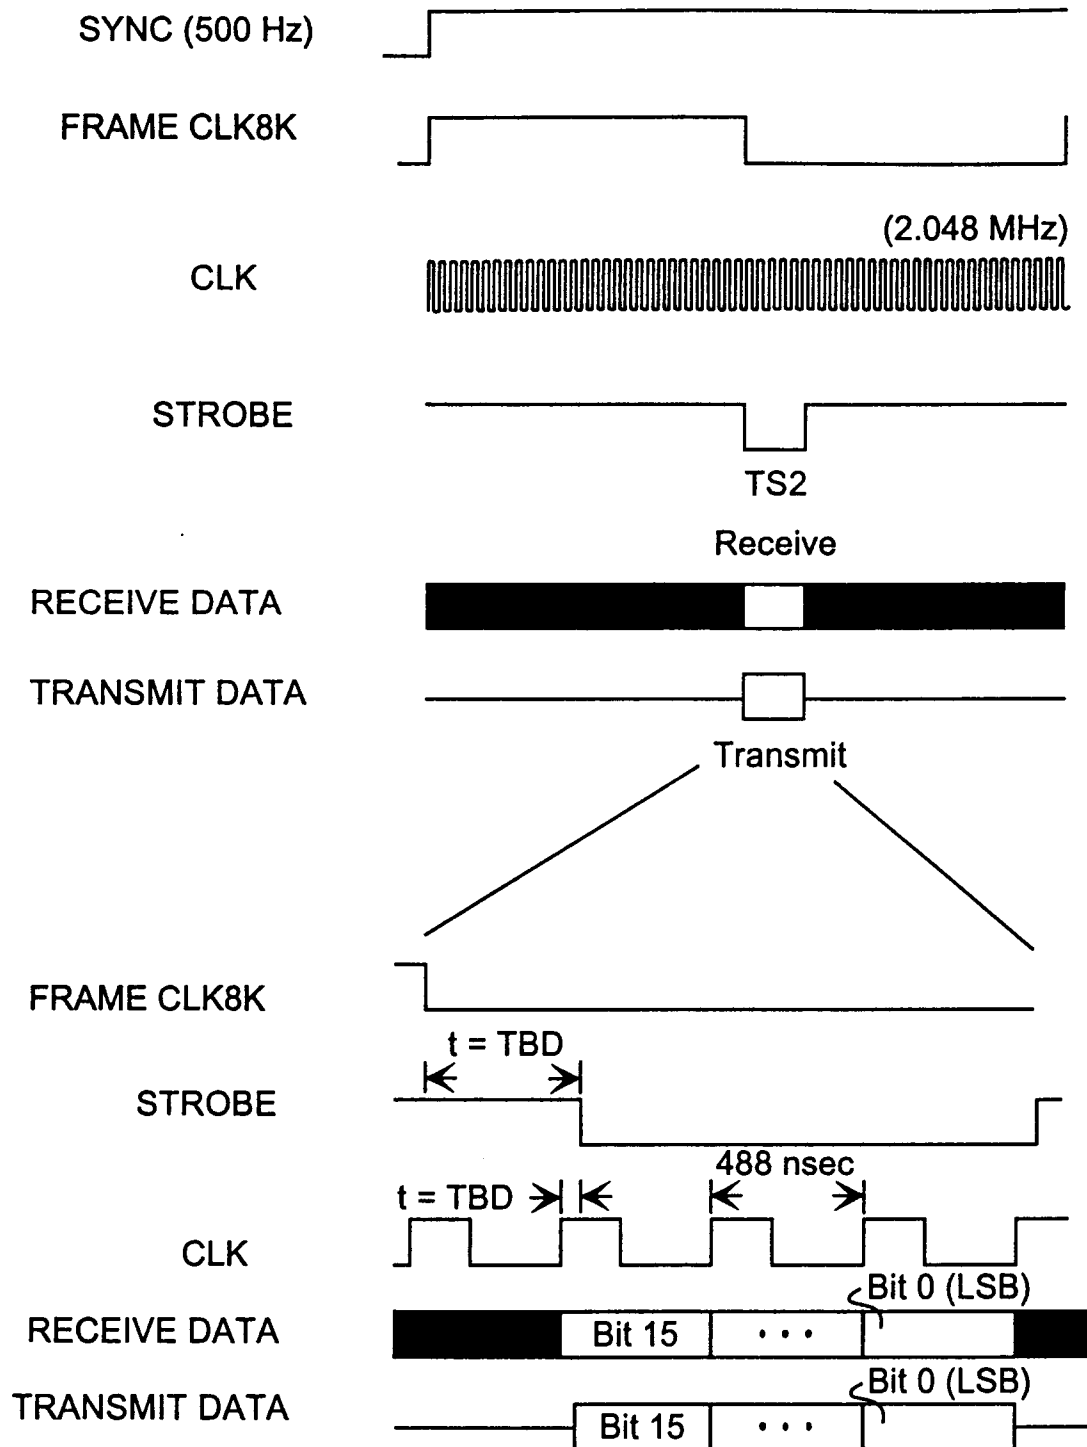 SYNC (500 Hz)
FRAME CLK8K
(2.048 MHz)
CLK
STROBE
TS2
Receive
RECEIVE DATA
TRANSMIT DATA
Transmit
FRAME CLK8K
t = TBD
STROBE
488 nsec
t = TBD
CLK
Bit 0 (LSB)
RECEIVE DATA
Bit 15
• • •
Bit 0 (LSB)
TRANSMIT DATA
Bit 15
• • •